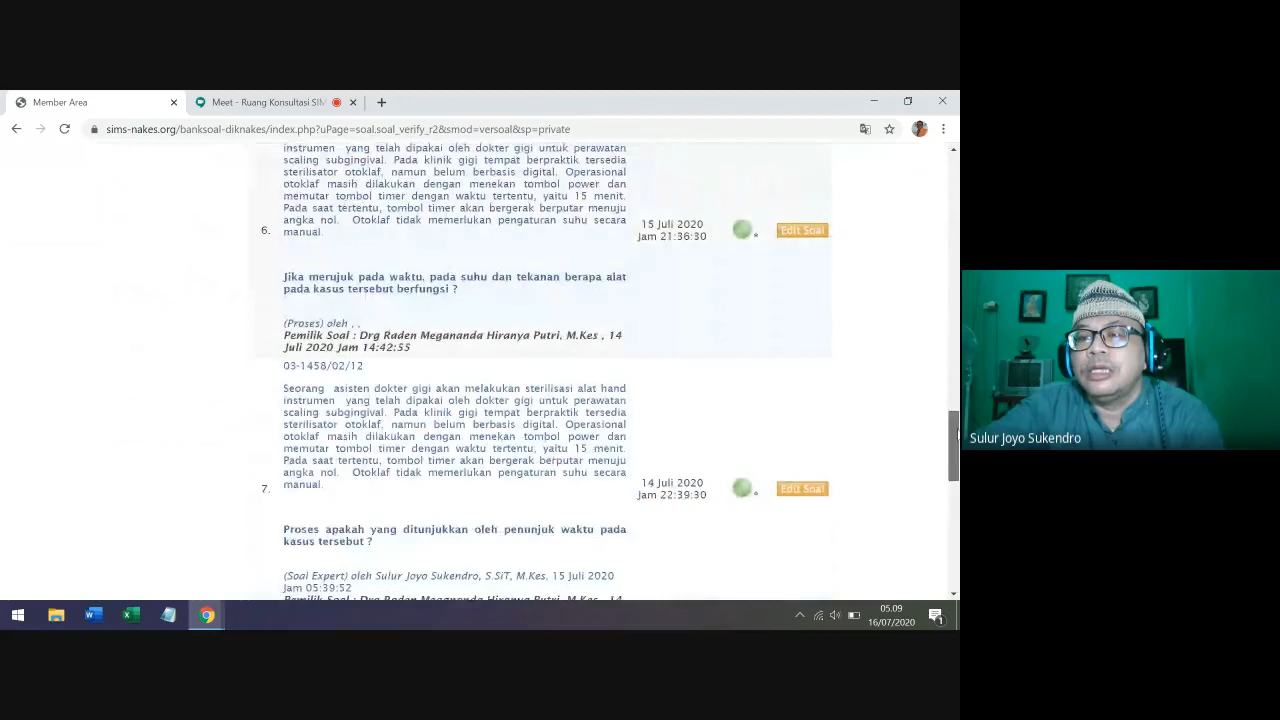 Member Area
Meet - Ruang Konsultasi SIM
sims-nakes.org/banksoal-diknakes/index.php?uPage=soal.soal_verify_r2&smod=versoal&sp=private
instrumen yang telah dipakai oleh dokter gigi untuk perawatan
scaling subgingival. Pada klinik gigi tempat berpraktik tersedia
sterilisator otoklaf, namun belum berbasis digital. Operasional
otoklaf masih dilakukan dengan menekan tombol power dan
memutar tombol timer dengan waktu tertentu, yaitu 15 menit.
Pada saat tertentu, tombol timer akan bergerak berputar menuju
angka nol. Otoklaf tidak memerlukan pengaturan suhu secara
manual.
6.
15 Juli 2020
Jam 21:36:30
Edit Soal
Jika merujuk pada waktu, pada suhu dan tekanan berapa alat
pada kasus tersebut berfungsi ?
(Proses) oleh , ,
Pemilik Soal : Drg Raden Megananda Hiranya Putri, M.Kes , 14
Juli 2020 Jam 14:42:55
03-1458/02/12
Seorang asisten dokter gigi akan melakukan sterilisasi alat hand
instrumen yang telah dipakai oleh dokter gigi untuk perawatan
scaling subgingival. Pada klinik gigi tempat berpraktik tersedia
sterilisator otoklaf, namun belum berbasis digital. Operasional
otoklaf masih dilakukan dengan menekan tombol power dan
memutar tombol timer dengan waktu tertentu, yaitu 15 menit.
Pada saat tertentu, tombol timer akan bergerak berputar menuju
angka nol. Otoklaf tidak memerlukan pengaturan suhu secara
manual.
7.
14 Juli 2020
Jam 22:39:30
Edit Soal
Proses apakah yang ditunjukkan oleh penunjuk waktu pada
kasus tersebut ?
(Soal Expert) oleh Sulur Joyo Sukendro, S.SiT, M.Kes, 15 Juli 2020
Jam 05:39:52
Pemilik Soal : Drg Raden Megananda Hiranya Putri, M.Kes , 14
05.09
16/07/2020
1
Sulur Joyo Sukendro